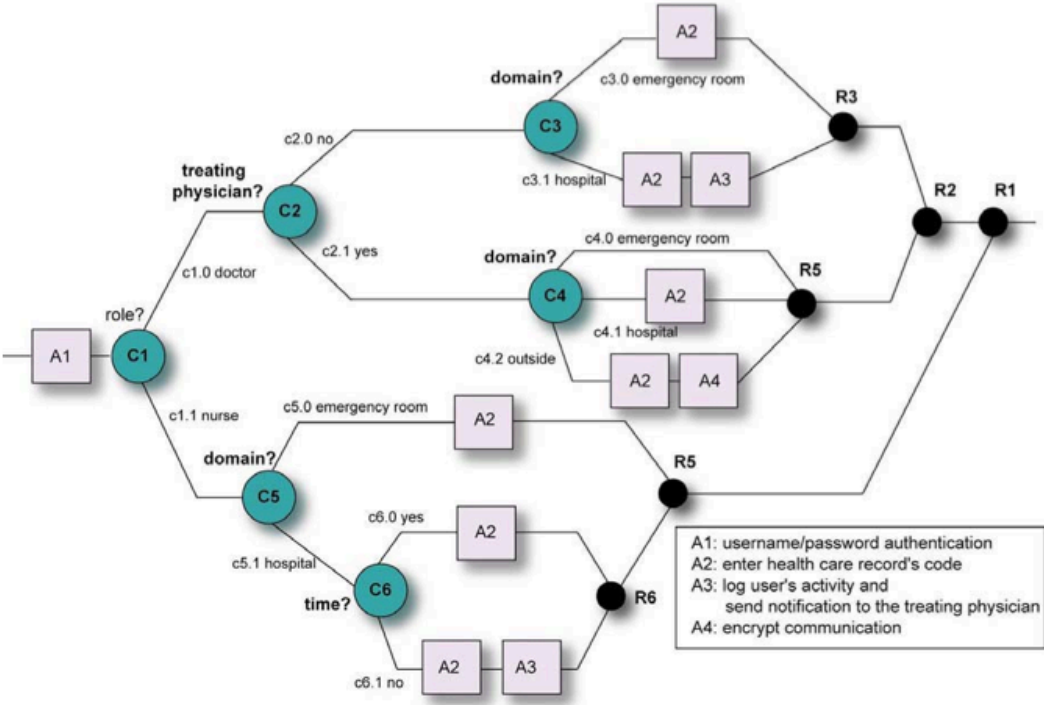 A2
c3.0 emergency room
domain?
C3
R3
c2.0 no
c3.1 hospital
A2
A3
treating
physician?
C2
R2
R1
c2.1 yes
c4.0 emergency room
domain?
C4
R5
A2
c1.0 doctor
c4.1 hospital
role?
A1
C1
c4.2 outside
A2
A4
c1.1 nurse
c5.0 emergency room
A2
domain?
C5
R5
c6.0 yes
A2
c5.1 hospital
C6
time?
R6
A2
A3
c6.1 no
A1: username/password authentication
A2: enter health care record's code
A3: log user's activity and
send notification to the treating physician
A4: encrypt communication